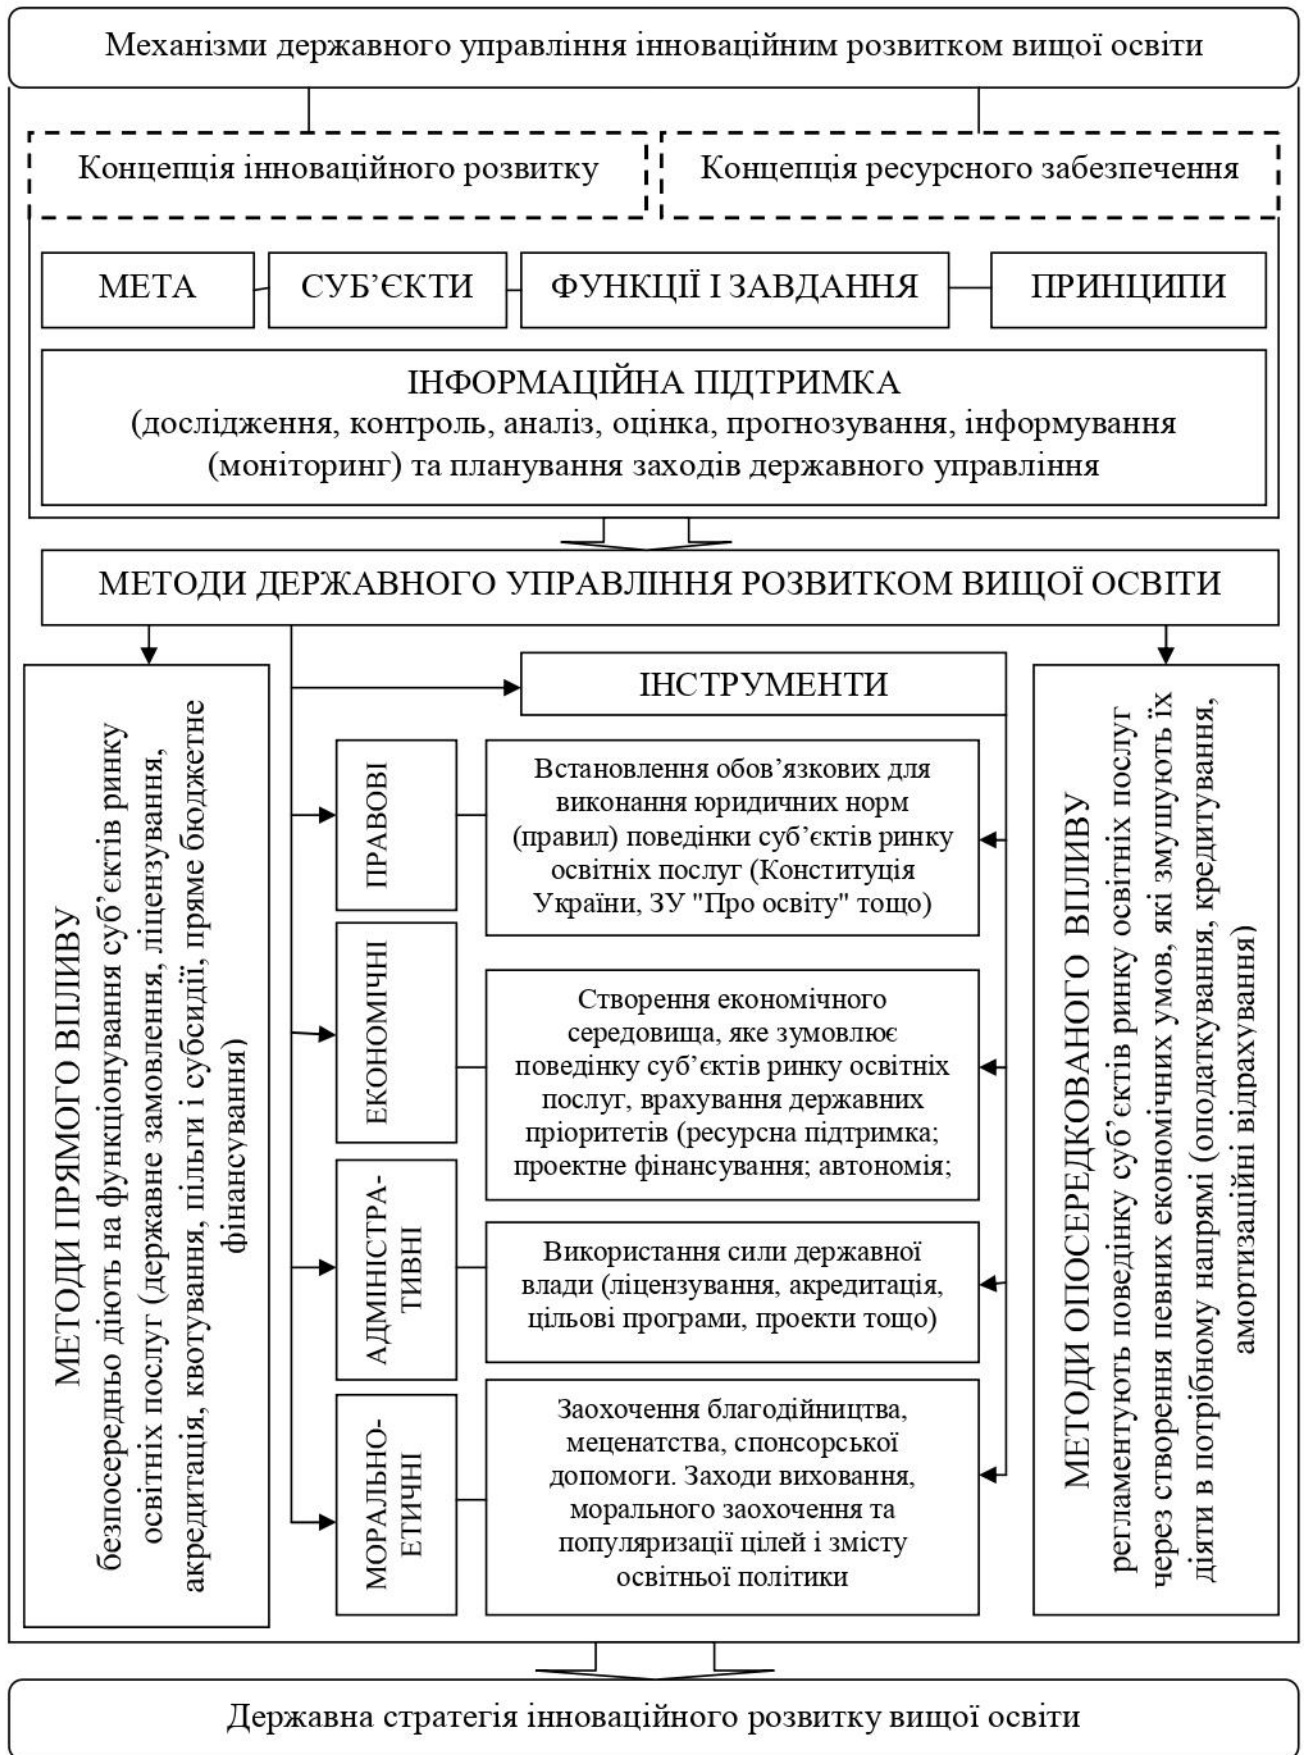 Механізми державного управління інноваційним розвитком вищої освіти
Концепція інноваційного розвитку
Концепція ресурсного забезпечення
МЕТА
СУБ’ЄКТИ
ФУНКЦІЇ І ЗАВДАННЯ
ПРИНЦИПИ
ІНФОРМАЦІЙНА ПІДТРИМКА
(дослідження, контроль, аналіз, оцінка, прогнозування, інформування
(моніторинг) та планування заходів державного управління
МЕТОДИ ДЕРЖАВНОГО УПРАВЛІННЯ РОЗВИТКОМ ВИЩОЇ ОСВІТИ
МЕТОДИ ПРЯМОГО ВПЛИВУ
безпосередньо діють на функціонування суб’єктів ринку
освітніх послуг (державне замовлення, ліцензування,
акредитація, квотування, пільги і субсидії, пряме бюджетне
фінансування)
ІНСТРУМЕНТИ
ПРАВОВІ
Встановлення обов’язкових для
виконання юридичних норм
(правил) поведінки суб’єктів ринку
освітніх послуг (Конституція
України, ЗУ "Про освіту" тощо)
ЕКОНОМІЧНІ
Створення економічного
середовища, яке зумовлює
поведінку суб’єктів ринку освітніх
послуг, врахування державних
пріоритетів (ресурсна підтримка;
проектне фінансування; автономія;
АДМІНІСТРА-
ТИВНІ
Використання сили державної
влади (ліцензування, акредитація,
цільові програми, проекти тощо)
МОРАЛЬНО-
ЕТИЧНІ
Заохочення благодійництва,
меценатства, спонсорської
допомоги. Заходи виховання,
морального заохочення та
популяризації цілей і змісту
освітньої політики
МЕТОДИ ОПОСЕРЕДКОВАНОГО ВПЛИВУ
регламентують поведінку суб’єктів ринку освітніх послуг
через створення певних економічних умов, які змушують їх
діяти в потрібному напрямі (оподаткування, кредитування,
амортизаційні відрахування)
Державна стратегія інноваційного розвитку вищої освіти